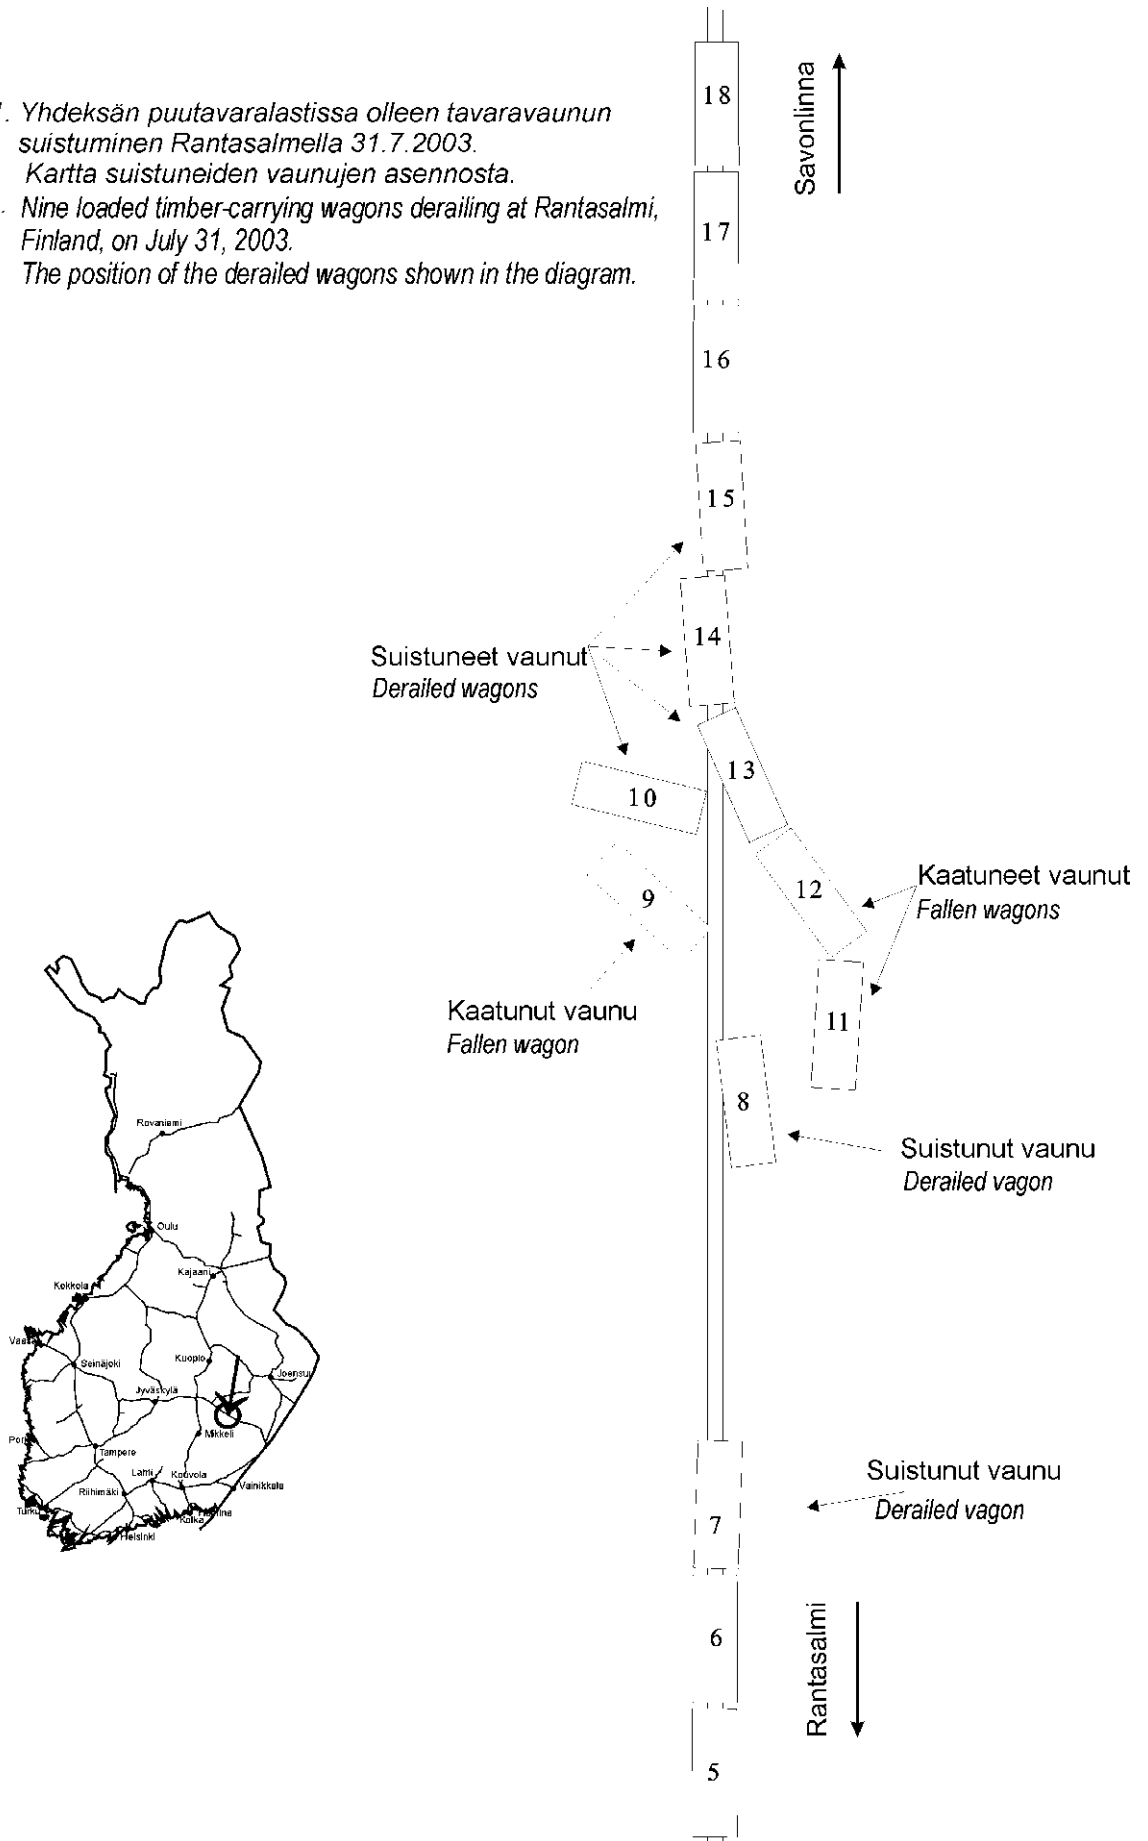 . Yhdeksän puutavaralastissa olleen tavaravaunun
suistuminen Rantasalmella 31.7.2003.
Kartta suistuneiden vaunujen asennosta.
Nine loaded timber-carrying wagons derailing at Rantasalmi,
Finland, on July 31, 2003.
The position of the derailed wagons shown in the diagram.
Savonlinna
18
17
16
15
14
Suistuneet vaunut
Derailed wagons
13
10
12
9
Kaatuneet vaunut
Fallen wagons
Kaatunut vaunu
Fallen wagon
11
8
Suistunut vaunu
Derailed vagon
7
Suistunut vaunu
Derailed vagon
6
Rantasalmi
5
Rovaniemi
Oulu
Kajaani
Kokkola
Vaasa
Seinäjoki
Kuopio
Joensuu
Jyväskylä
Mikkeli
Pori
Tampere
Lahti
Kouvola
Vainikkala
Riihimäki
Turku
Kotka
Helsinki